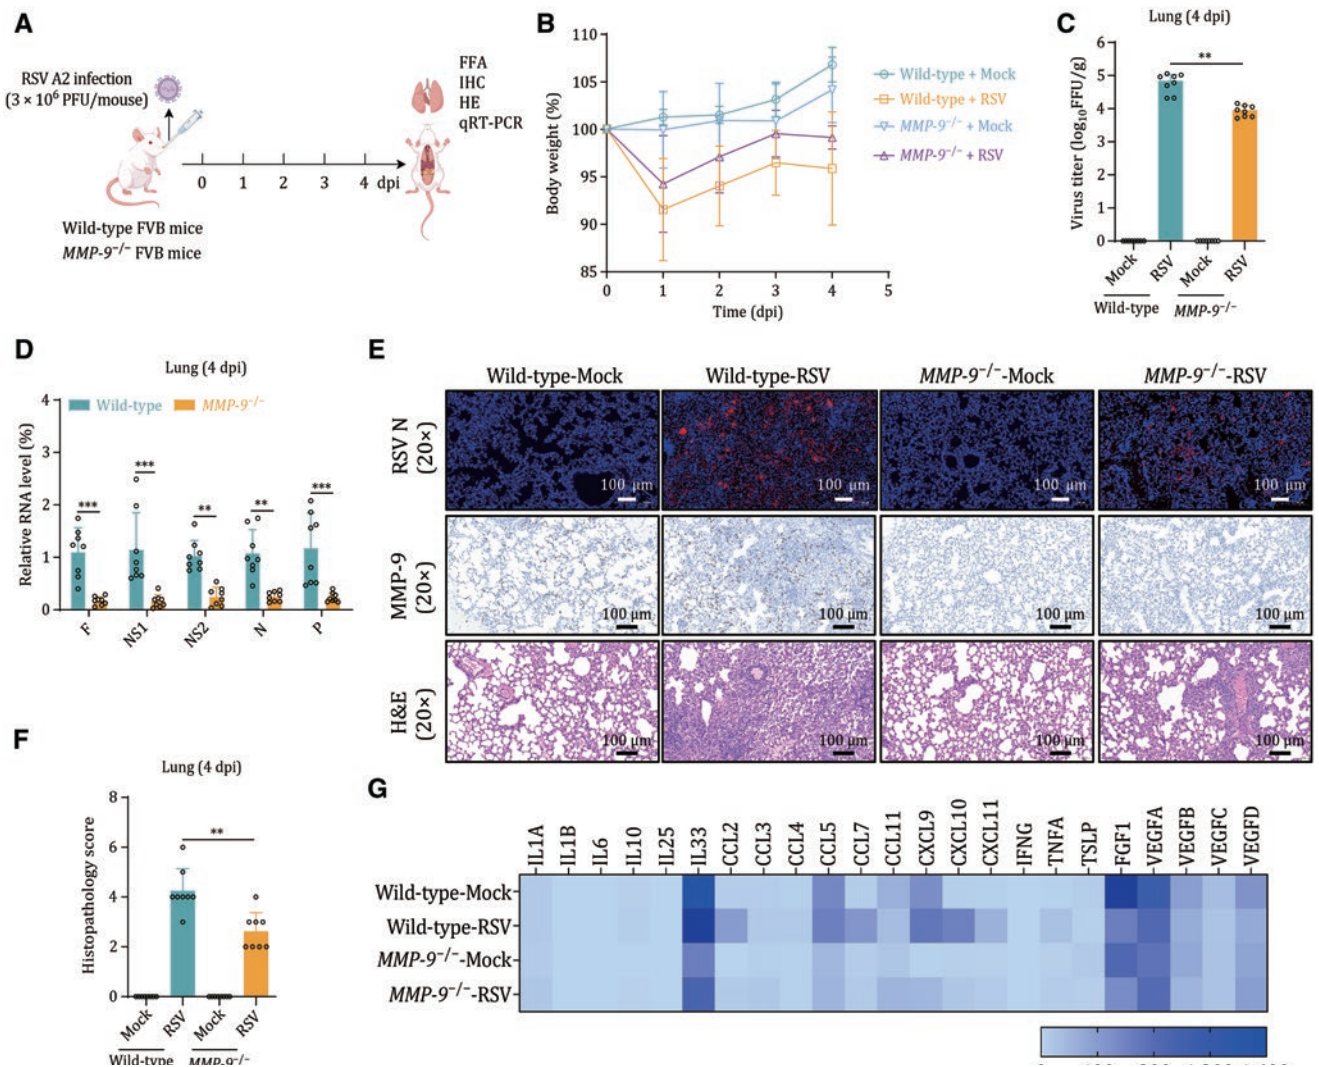 A
RSV A2 infection
(3 × 10⁶ PFU/mouse)
FFA
IHC
HE
qRT-PCR
0 1 2 3 4 dpi
Wild-type FVB mice
MMP-9⁻/⁻ FVB mice
B
Body weight (%)
110
105
100
95
90
85
0 1 2 3 4 5
Time (dpi)
Wild-type + Mock
Wild-type + RSV
MMP-9⁻/⁻ + Mock
MMP-9⁻/⁻ + RSV
C
Lung (4 dpi)
Virus titer (log₁₀FFU/g)
6
5
4
3
2
1
0
**
Mock RSV Mock RSV
Wild-type MMP-9⁻/⁻
D
Lung (4 dpi)
Relative RNA level (%)
4
3
2
1
0
Wild-type MMP-9⁻/⁻
*** *** ** ** ***
F NS1 NS2 N P
E
Wild-type-Mock Wild-type-RSV MMP-9⁻/⁻-Mock MMP-9⁻/⁻-RSV
RSV N
(20×)
100 μm 100 μm 100 μm 100 μm
MMP-9
(20×)
100 μm 100 μm 100 μm 100 μm
H&E
(20×)
100 μm 100 μm 100 μm 100 μm
F
Lung (4 dpi)
Histopathology score
8
6
4
2
0
**
Mock RSV Mock RSV
Wild-type MMP-9⁻/⁻
G
IL1A IL1B IL6 IL10 IL25 IL33 CCL2 CCL3 CCL4 CCL5 CCL7 CCL11 CXCL9 CXCL10 CXCL11 IFNG TNFA TSLP FGF1 VEGFA VEGFB VEGFC VEGFD
Wild-type-Mock
Wild-type-RSV
MMP-9⁻/⁻-Mock
MMP-9⁻/⁻-RSV